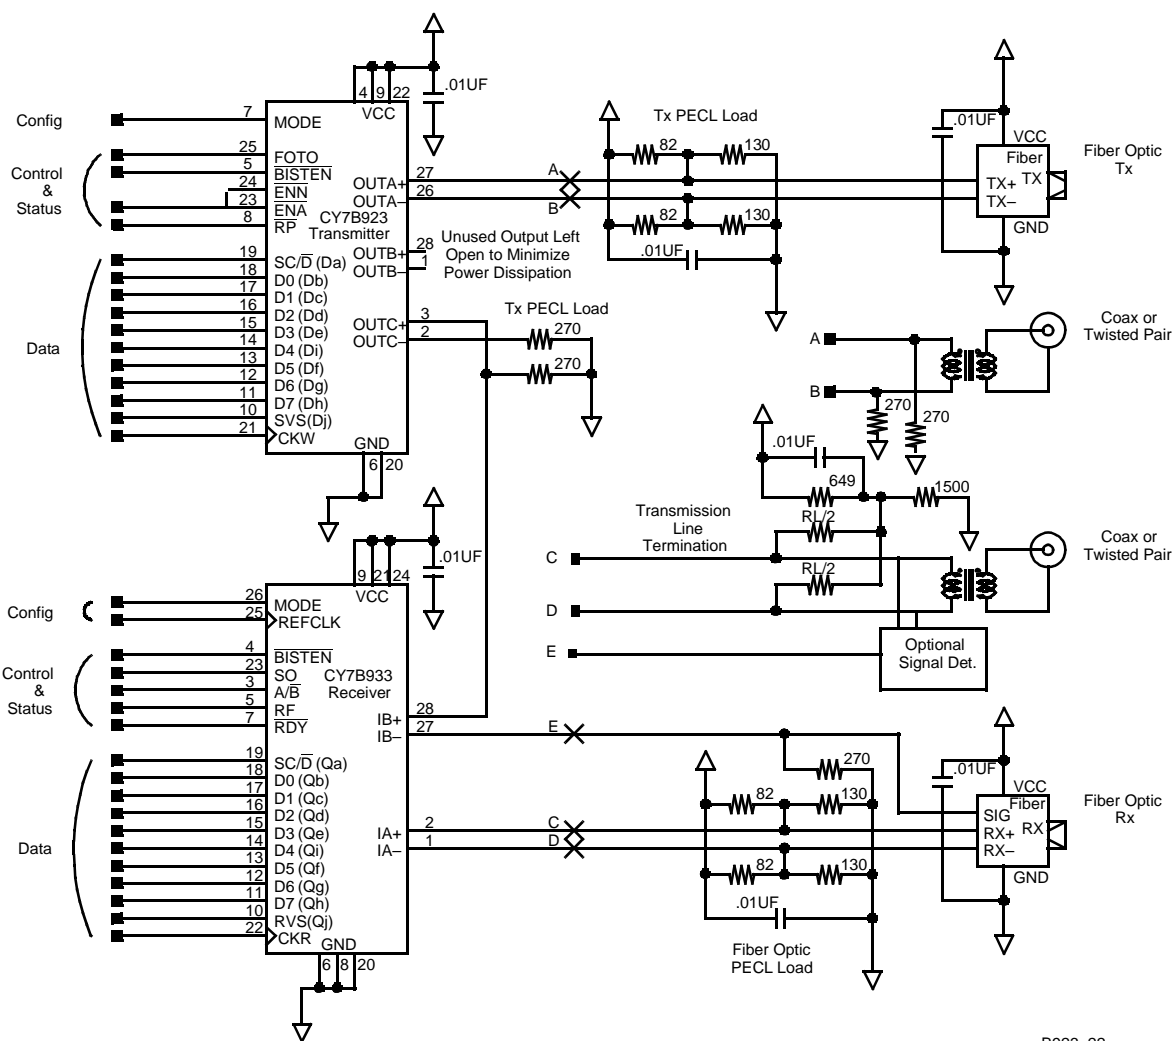 .01UF
4 9 22
VCC
Config
7
MODE
Control
&
Status
25
FOTO
5
BISTEN
24
ENN
23
ENA
8
RP
CY7B923
Transmitter
OUTA+
27
OUTA–
26
OUTB+
28
OUTB–
1
Unused Output Left
Open to Minimize
Power Dissipation
OUTC+
3
OUTC–
2
Data
19
SC/D (Da)
18
D0 (Db)
17
D1 (Dc)
16
D2 (Dd)
15
D3 (De)
14
D4 (Di)
13
D5 (Df)
12
D6 (Dg)
11
D7 (Dh)
10
SVS(Dj)
21
CKW
GND
6 20
A
B
Tx PECL Load
82
130
82
130
.01UF
Tx PECL Load
270
270
.01UF
VCC
Fiber
TX
TX+
TX–
GND
Fiber Optic
Tx
A
B
270
270
Coax or
Twisted Pair
.01UF
649
1500
RL/2
RL/2
Transmission
Line
Termination
C
D
E
Optional
Signal Det.
Coax or
Twisted Pair
.01UF
9 21 24
VCC
Config
26
MODE
25
REFCLK
Control
&
Status
4
BISTEN
23
SO
3
A/B
5
RF
7
RDY
CY7B933
Receiver
IB+
28
IB–
27
IA+
2
IA–
1
Data
19
SC/D (Qa)
18
D0 (Qb)
17
D1 (Qc)
16
D2 (Qd)
15
D3 (Qe)
14
D4 (Qi)
13
D5 (Qf)
12
D6 (Qg)
11
D7 (Qh)
10
RVS(Qj)
22
CKR
GND
6 8 20
E
C
D
270
82
130
82
130
.01UF
Fiber Optic
PECL Load
.01UF
VCC
Fiber
SIG
RX+
RX
RX–
GND
Fiber Optic
Rx